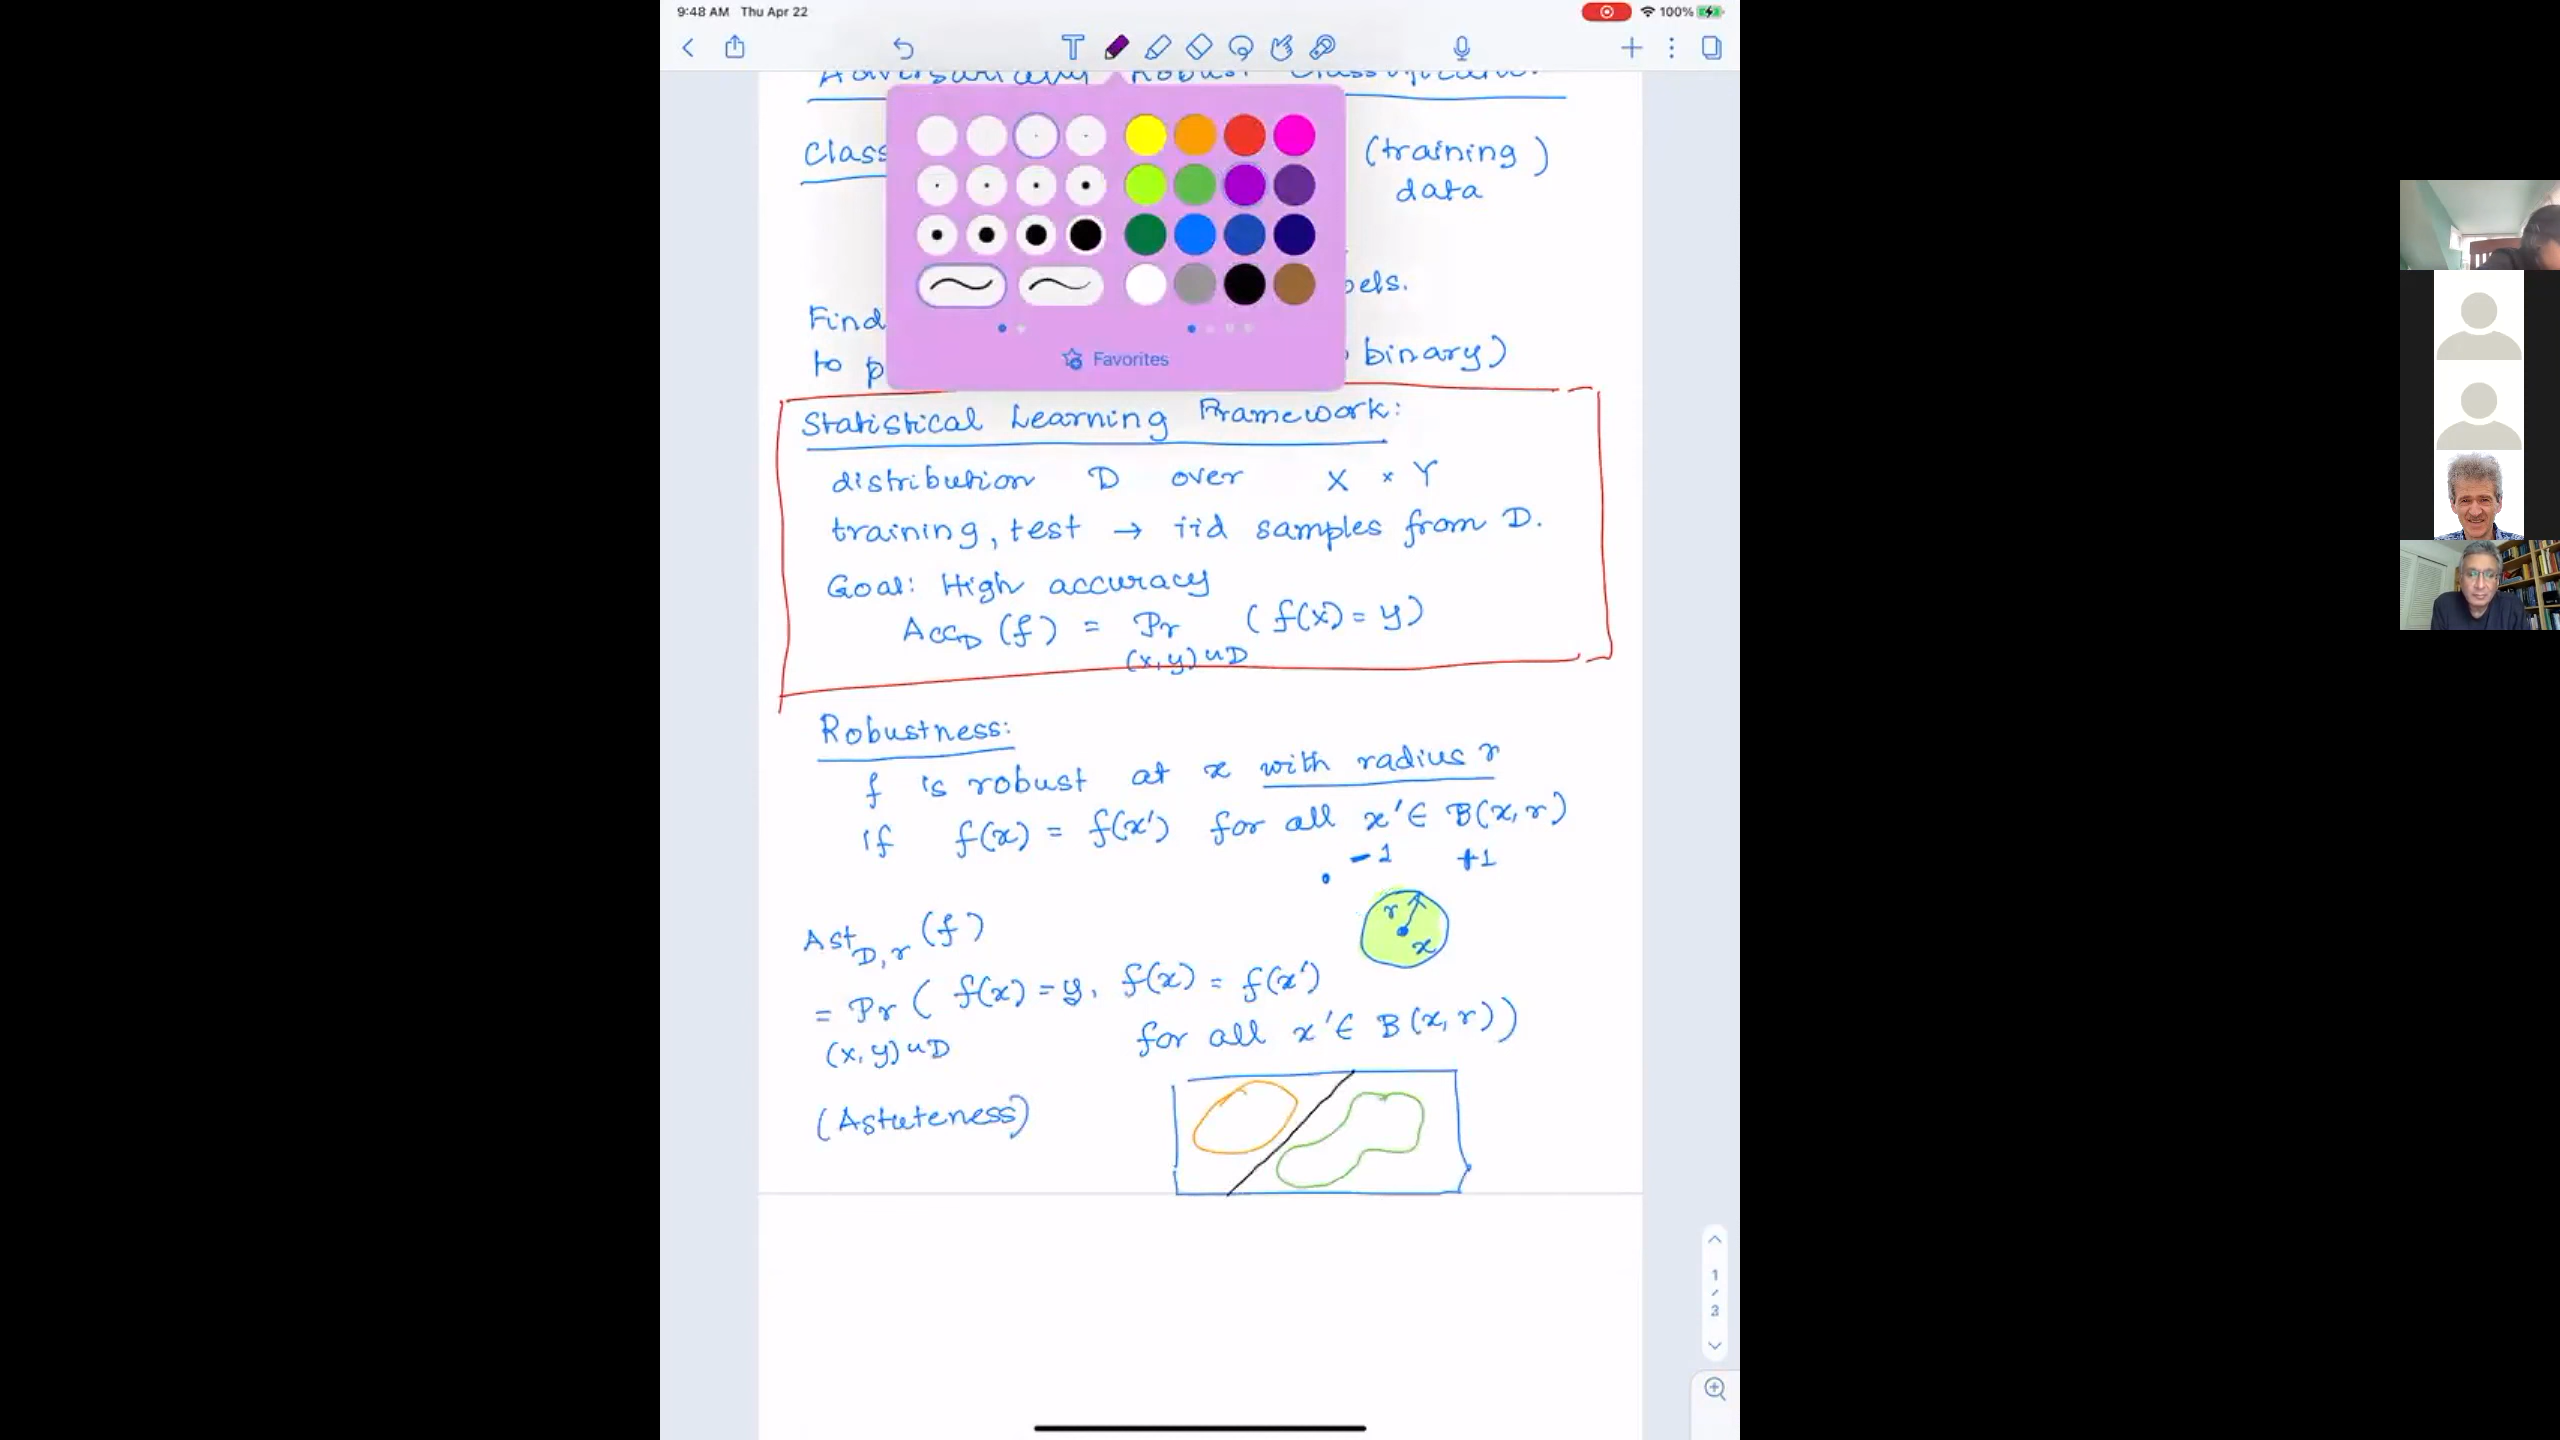 9:48 AM Thu Apr 22
100%
Class
(training)
data
Find
to p
binary)
Favorites
Statistical Learning Framework:
distribution D over X × Y
training, test → iid samples from D.
Goal: High accuracy
Acc_D (f) = Pr (f(x) = y)
(x,y)~D
Robustness:
f is robust at x with radius r
if f(x) = f(x') for all x' ∈ B(x,r)
-1 +1
r
x
Ast_D,r (f)
= Pr ( f(x) = y, f(x) = f(x')
for all x' ∈ B(x,r))
(x,y)~D
(Astuteness)
1
/
3